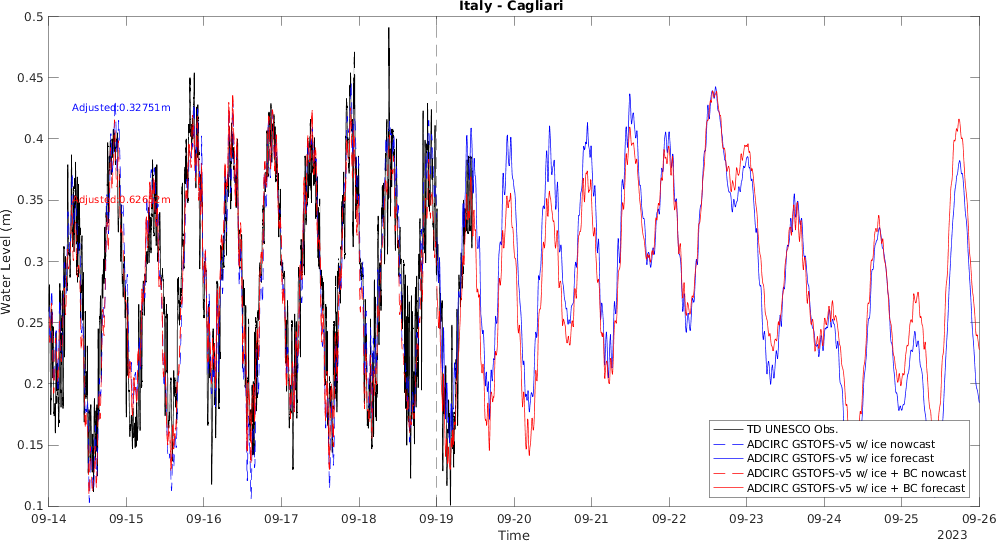 Italy - Cagliari
0.5
0.45
0.4
0.35
0.3
0.25
0.2
0.15
0.1
Water Level (m)
Adjusted:0.32751m
09-14 09-15 09-16 09-17 09-18 09-19 09-20 09-21 09-22 09-23 09-24 09-25 09-26
Time
2023
TD UNESCO Obs.
ADCIRC GSTOFS-v5 w/ ice nowcast
ADCIRC GSTOFS-v5 w/ ice forecast
ADCIRC GSTOFS-v5 w/ ice + BC nowcast
ADCIRC GSTOFS-v5 w/ ice + BC forecast